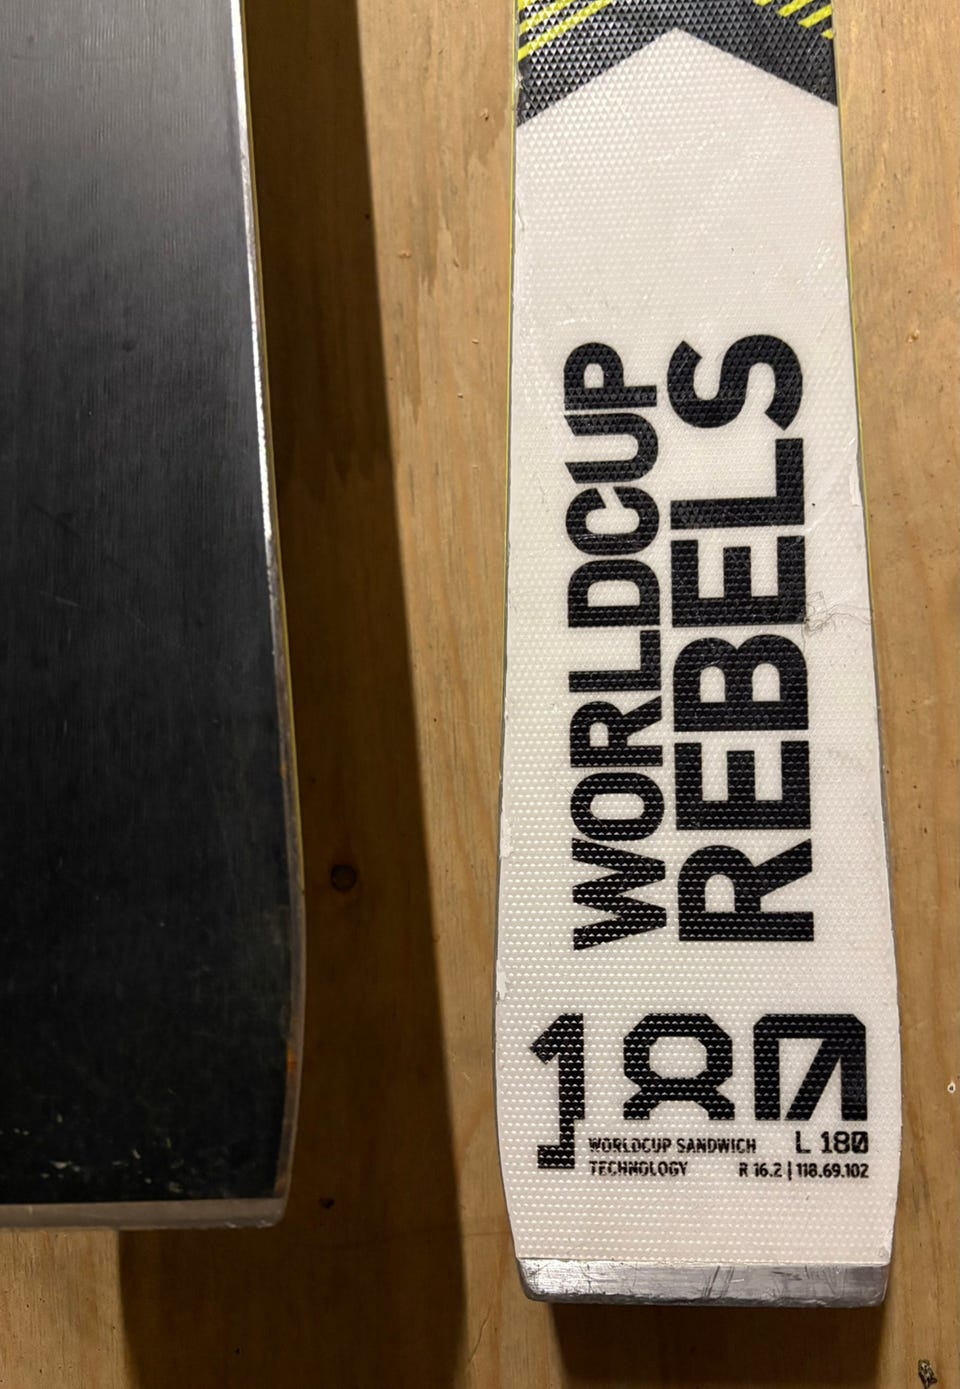 WORLDCUP
REBELS
180
WORLDCUP SANDWICH
TECHNOLOGY
L 180
R 16.2 | 118.69.102